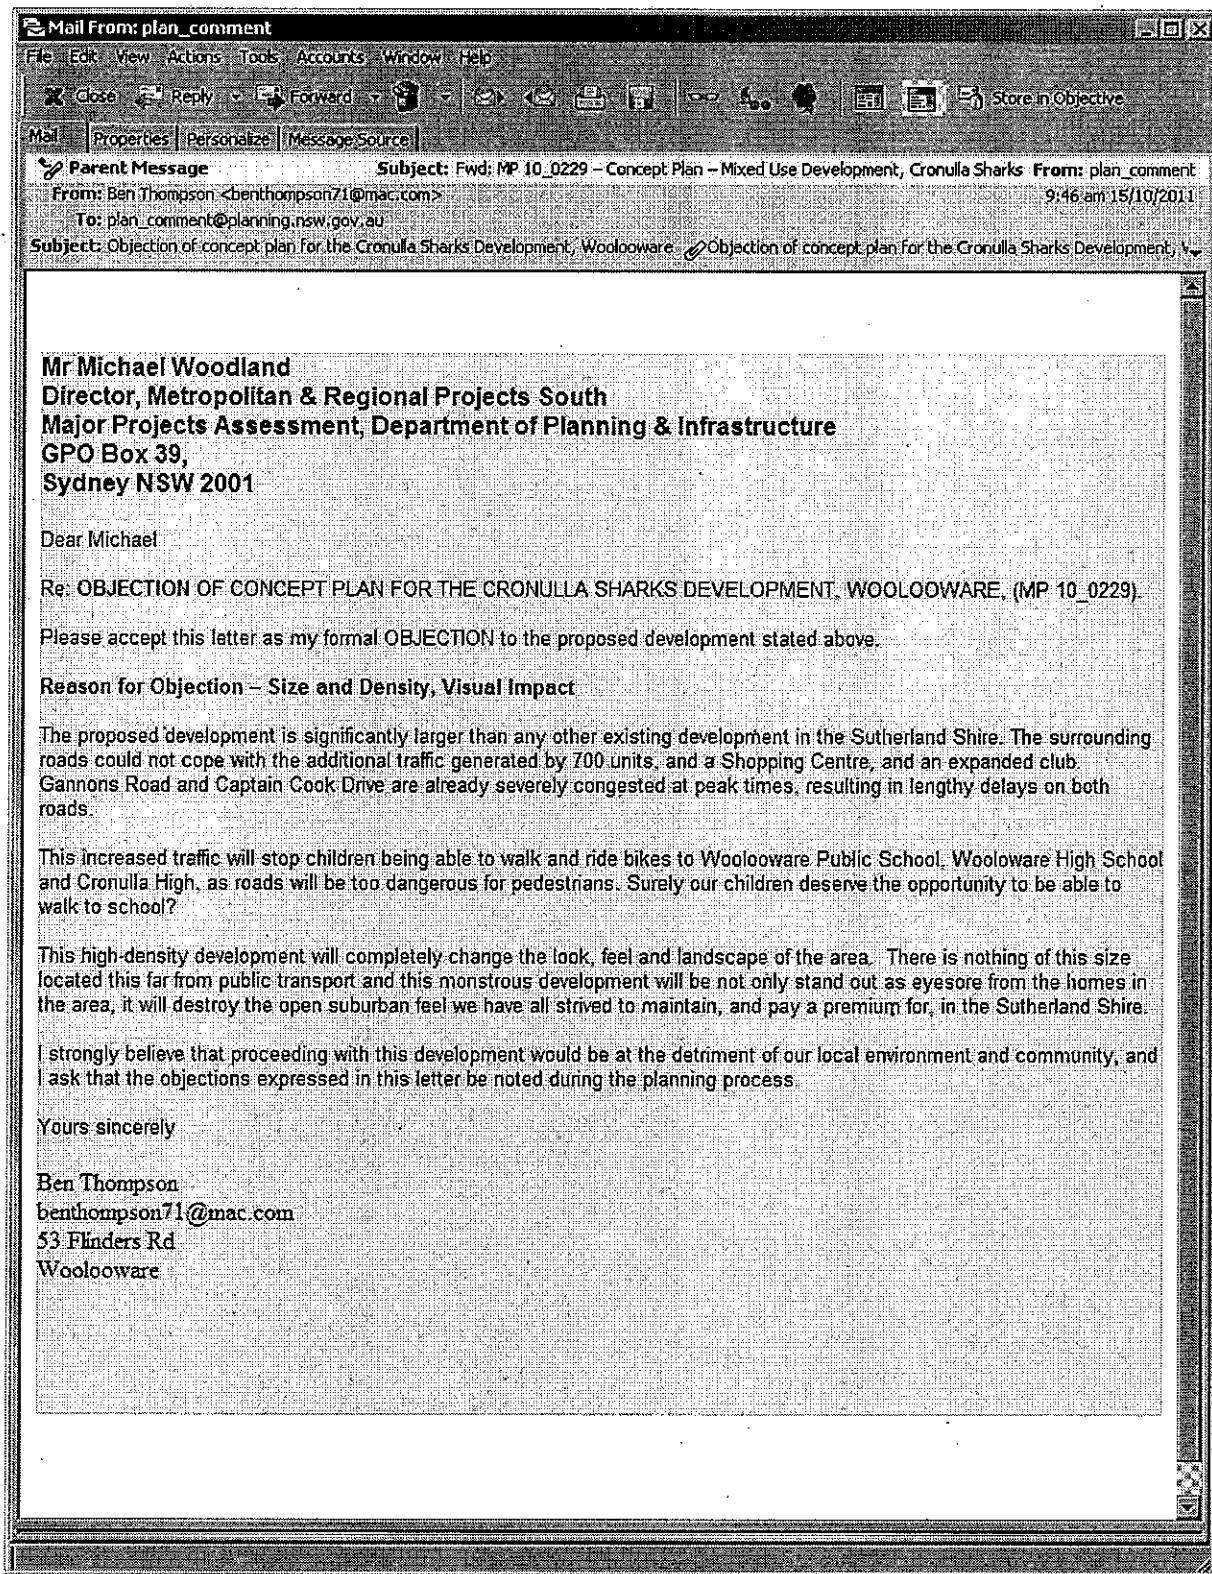 Mail From: plan_comment
File Edit View Actions Tools Accounts Window Help
Close Reply Forward Store in Objective
Mail Properties Personalize Message Source
Parent Message Subject: Fwd: MP 10_0229 – Concept Plan – Mixed Use Development, Cronulla Sharks From: plan_comment
From: Ben Thompson <benthompson71@mac.com> 9:46 am 15/10/2011
To: plan_comment@planning.nsw.gov.au
Subject: Objection of concept plan for the Cronulla Sharks Development, Woolooware Objection of concept plan for the Cronulla Sharks Development,
Mr Michael Woodland
Director, Metropolitan & Regional Projects South
Major Projects Assessment, Department of Planning & Infrastructure
GPO Box 39,
Sydney NSW 2001
Dear Michael
Re: OBJECTION OF CONCEPT PLAN FOR THE CRONULLA SHARKS DEVELOPMENT, WOOLOOWARE, (MP 10_0229).
Please accept this letter as my formal OBJECTION to the proposed development stated above.
Reason for Objection – Size and Density, Visual Impact
The proposed development is significantly larger than any other existing development in the Sutherland Shire. The surrounding
roads could not cope with the additional traffic generated by 700 units, and a Shopping Centre, and an expanded club.
Gannons Road and Captain Cook Drive are already severely congested at peak times, resulting in lengthy delays on both
roads.
This increased traffic will stop children being able to walk and ride bikes to Woolooware Public School, Wooloware High School
and Cronulla High, as roads will be too dangerous for pedestrians. Surely our children deserve the opportunity to be able to
walk to school?
This high-density development will completely change the look, feel and landscape of the area. There is nothing of this size
located this far from public transport and this monstrous development will be not only stand out as eyesore from the homes in
the area, it will destroy the open suburban feel we have all strived to maintain, and pay a premium for, in the Sutherland Shire.
I strongly believe that proceeding with this development would be at the detriment of our local environment and community, and
I ask that the objections expressed in this letter be noted during the planning process.
Yours sincerely
Ben Thompson
benthompson71@mac.com
53 Flinders Rd
Woolooware